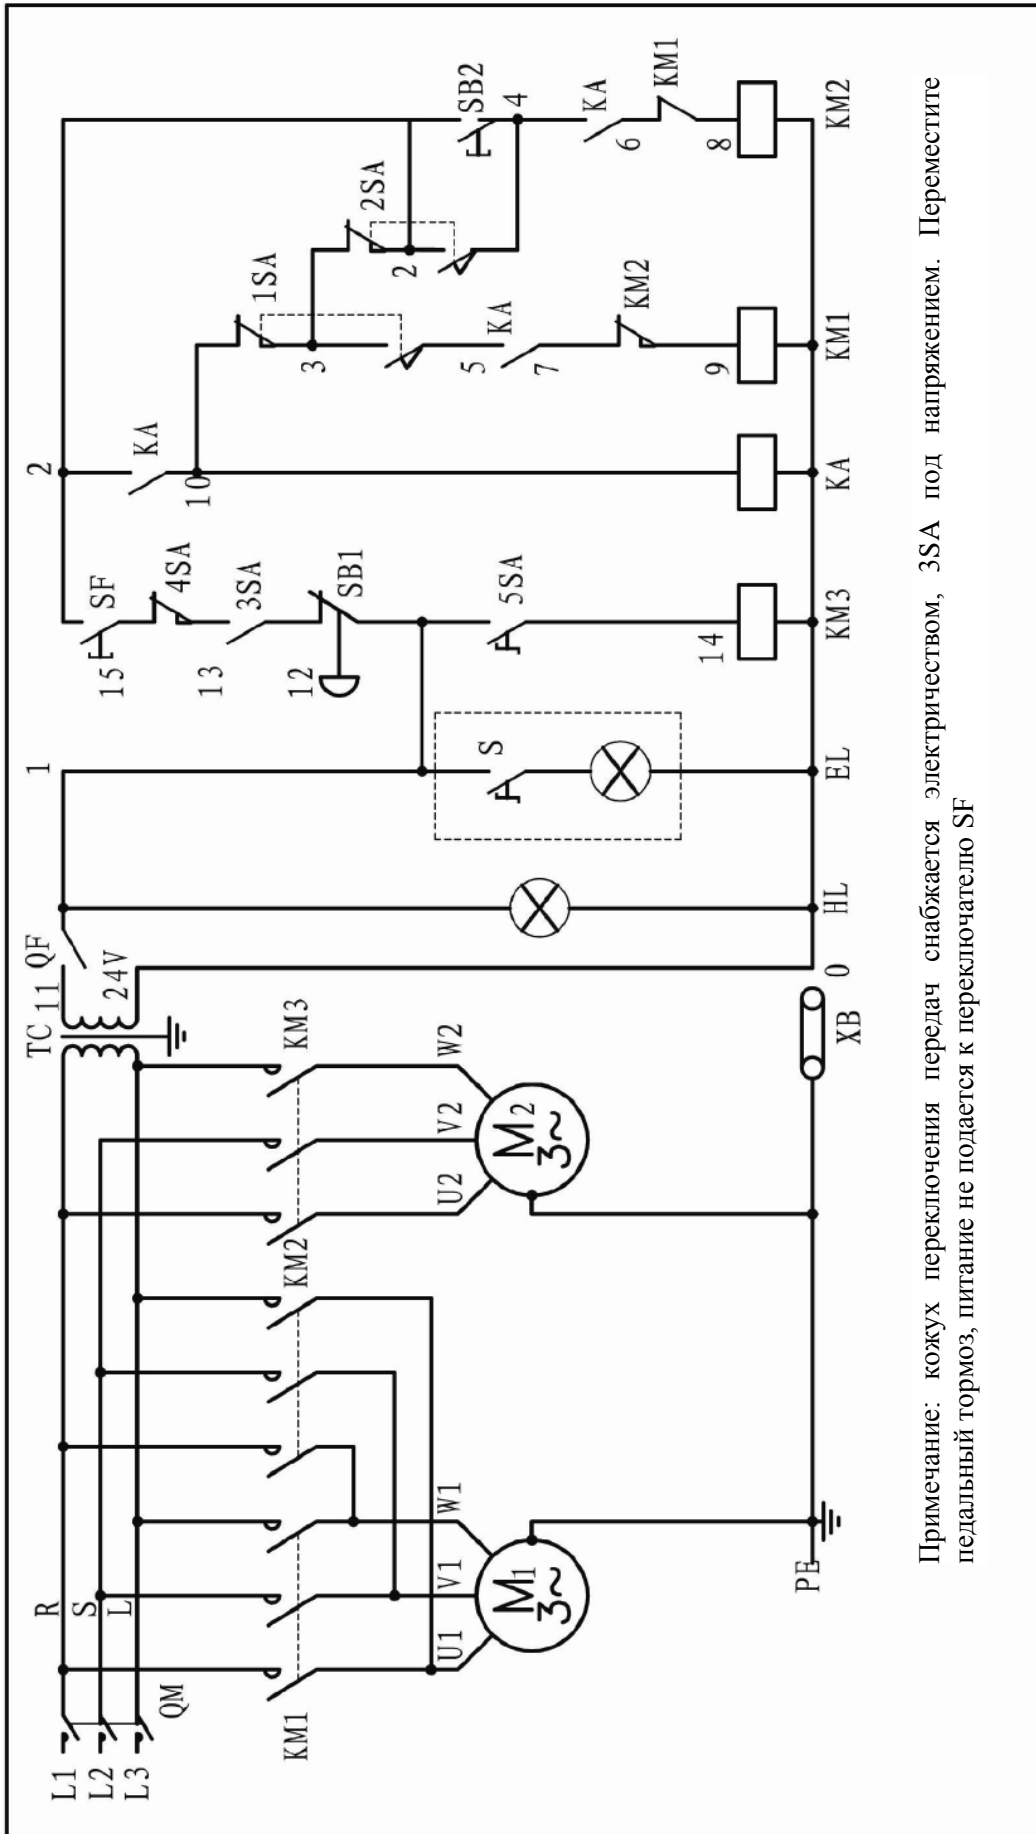 L1
L2
L3
QM
R
S
L
KM1
KM2
KM3
U1
V1
W1
U2
V2
W2
M1
3~
M2
3~
PE
XB
TC
11
QF
24V
0
HL
1
S
EL
2
SF
15
4SA
13
3SA
12
SB1
5SA
14
KM3
KA
10
KA
1SA
3
5
KA
7
KM2
9
KM1
2SA
2
SB2
4
KA
6
KM1
8
KM2
Примечание: кожух переключения передач снабжается электричеством, 3SA под напряжением. Переместите
педальный тормоз, питание не подается к переключателю SF